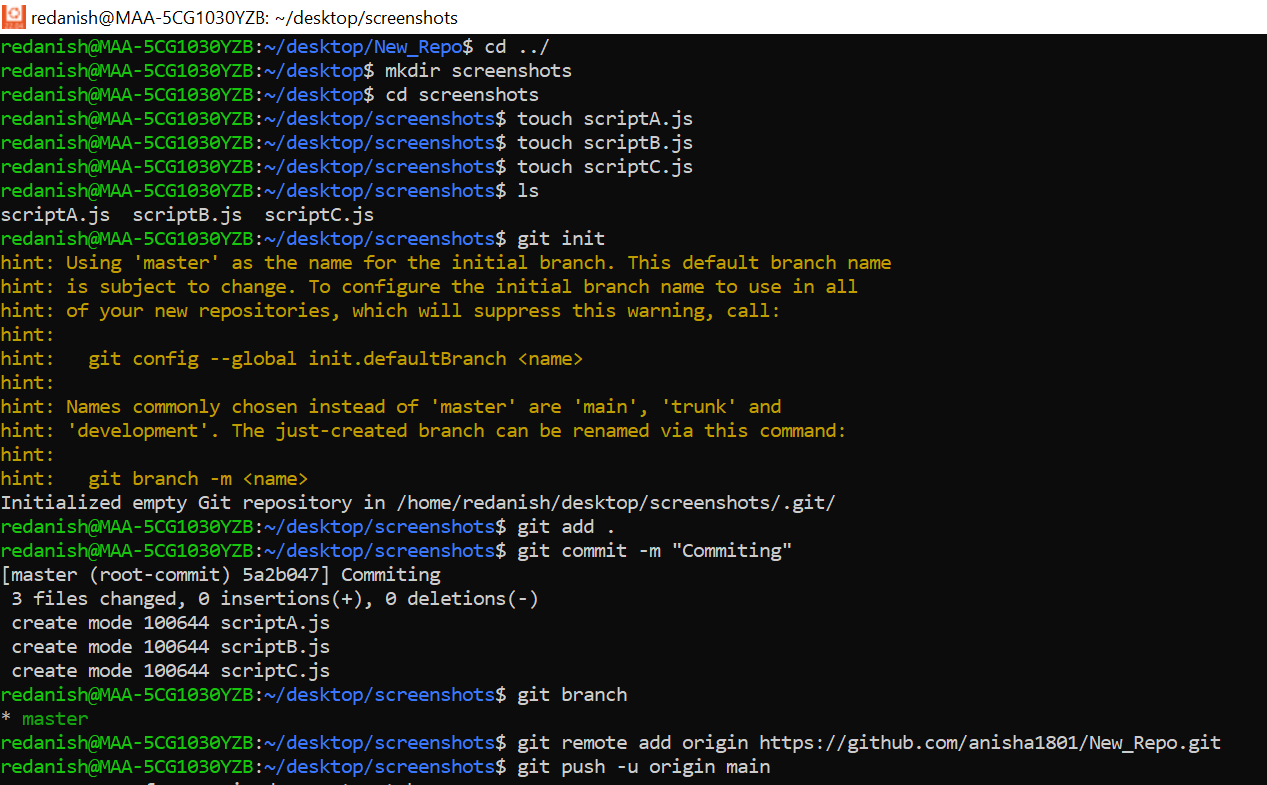 redanish@MAA-5CG1030YZB: ~/desktop/screenshots
redanish@MAA-5CG1030YZB:~/desktop/New_Repo$ cd ../
redanish@MAA-5CG1030YZB:~/desktop$ mkdir screenshots
redanish@MAA-5CG1030YZB:~/desktop$ cd screenshots
redanish@MAA-5CG1030YZB:~/desktop/screenshots$ touch scriptA.js
redanish@MAA-5CG1030YZB:~/desktop/screenshots$ touch scriptB.js
redanish@MAA-5CG1030YZB:~/desktop/screenshots$ touch scriptC.js
redanish@MAA-5CG1030YZB:~/desktop/screenshots$ ls
scriptA.js  scriptB.js  scriptC.js
redanish@MAA-5CG1030YZB:~/desktop/screenshots$ git init
hint: Using 'master' as the name for the initial branch. This default branch name
hint: is subject to change. To configure the initial branch name to use in all
hint: of your new repositories, which will suppress this warning, call:
hint:
hint:   git config --global init.defaultBranch <name>
hint:
hint: Names commonly chosen instead of 'master' are 'main', 'trunk' and
hint: 'development'. The just-created branch can be renamed via this command:
hint:
hint:   git branch -m <name>
Initialized empty Git repository in /home/redanish/desktop/screenshots/.git/
redanish@MAA-5CG1030YZB:~/desktop/screenshots$ git add .
redanish@MAA-5CG1030YZB:~/desktop/screenshots$ git commit -m "Commiting"
[master (root-commit) 5a2b047] Commiting
 3 files changed, 0 insertions(+), 0 deletions(-)
 create mode 100644 scriptA.js
 create mode 100644 scriptB.js
 create mode 100644 scriptC.js
redanish@MAA-5CG1030YZB:~/desktop/screenshots$ git branch
* master
redanish@MAA-5CG1030YZB:~/desktop/screenshots$ git remote add origin https://github.com/anisha1801/New_Repo.git
redanish@MAA-5CG1030YZB:~/desktop/screenshots$ git push -u origin main